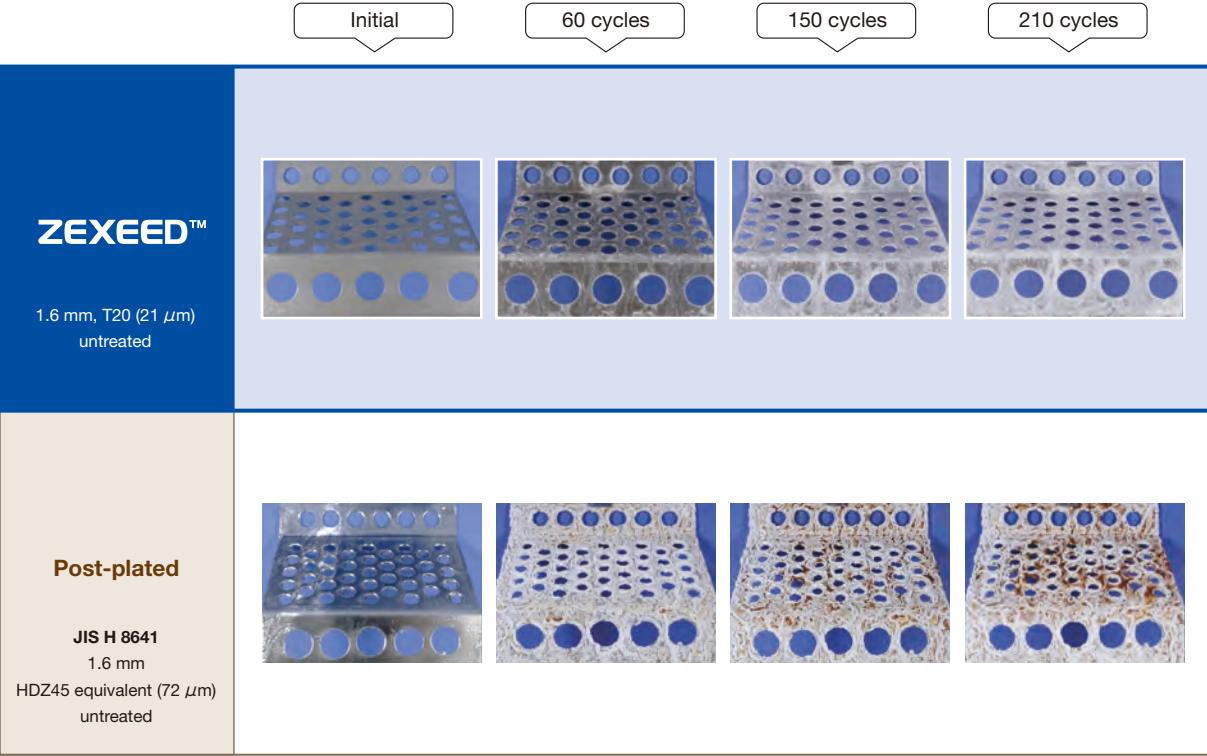 Initial
60 cycles
150 cycles
210 cycles
ZEXEED™
1.6 mm, T20 (21 μm)
untreated
Post-plated
JIS H 8641
1.6 mm
HDZ45 equivalent (72 μm)
untreated